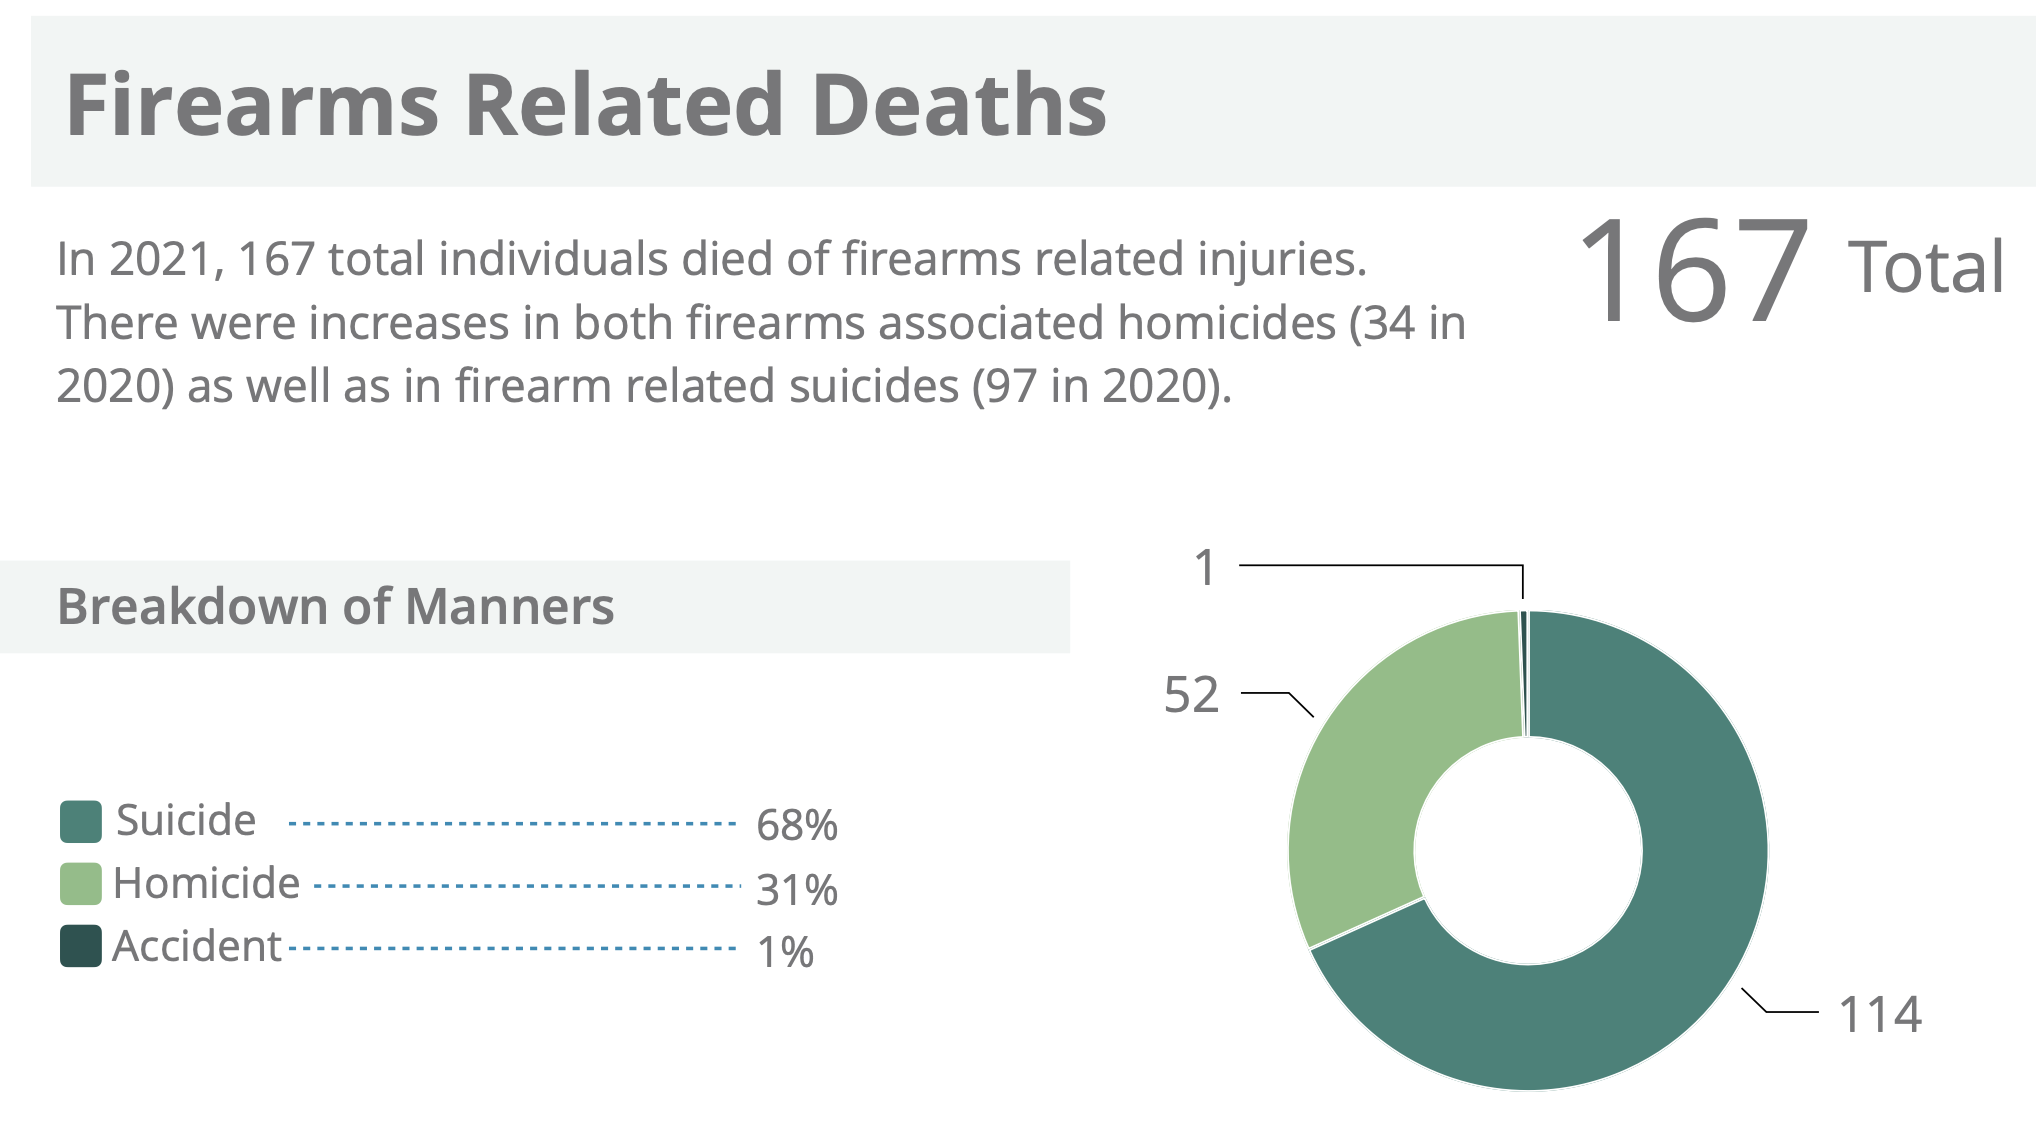 Firearms Related Deaths
In 2021, 167 total individuals died of firearms related injuries.
There were increases in both firearms associated homicides (34 in
2020) as well as in firearm related suicides (97 in 2020).
167 Total
Breakdown of Manners
Suicide 68%
Homicide 31%
Accident 1%
1
52
114